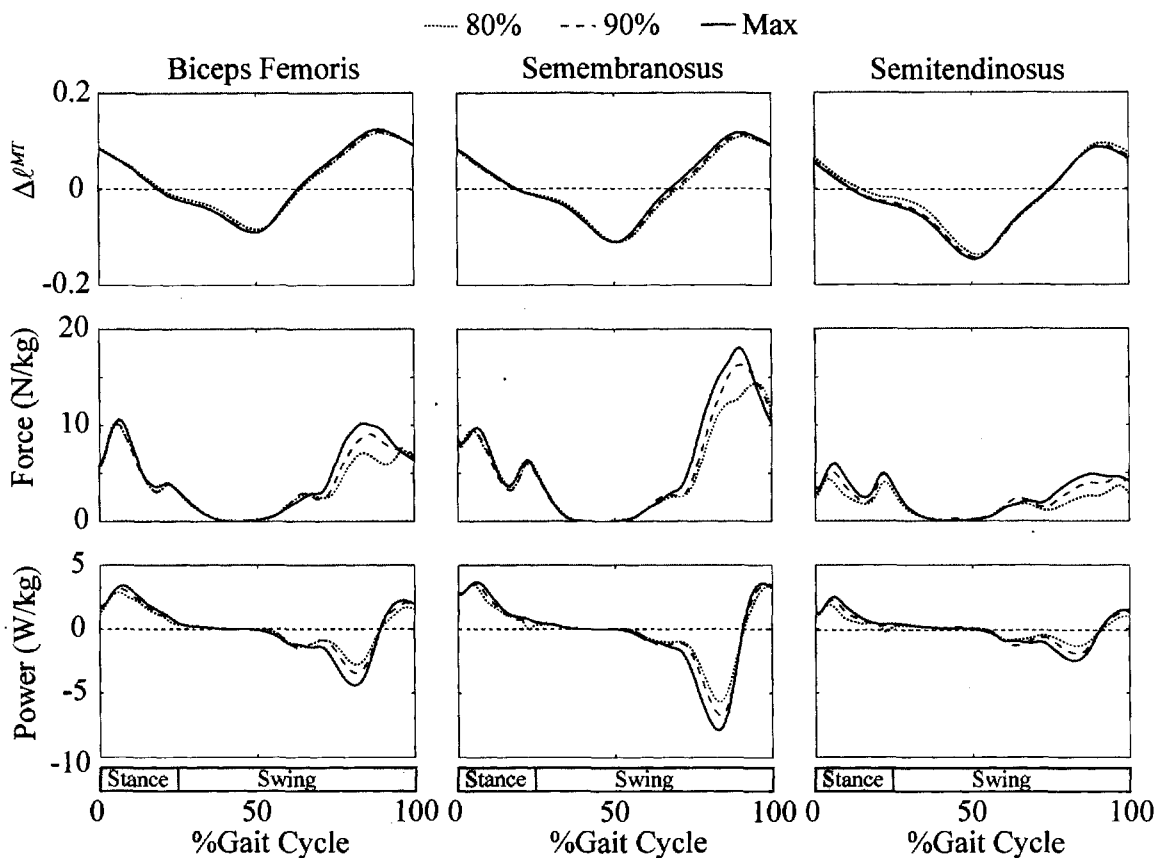 80% 90% Max
Biceps Femoris Semembranosus Semitendinosus
0.2
0
-0.2
Δℓᴹᵀ
20
10
0
Force (N/kg)
5
0
-5
-10
Power (W/kg)
Stance Swing Stance Swing Stance Swing
0 50 100 0 50 100 0 50 100
%Gait Cycle %Gait Cycle %Gait Cycle